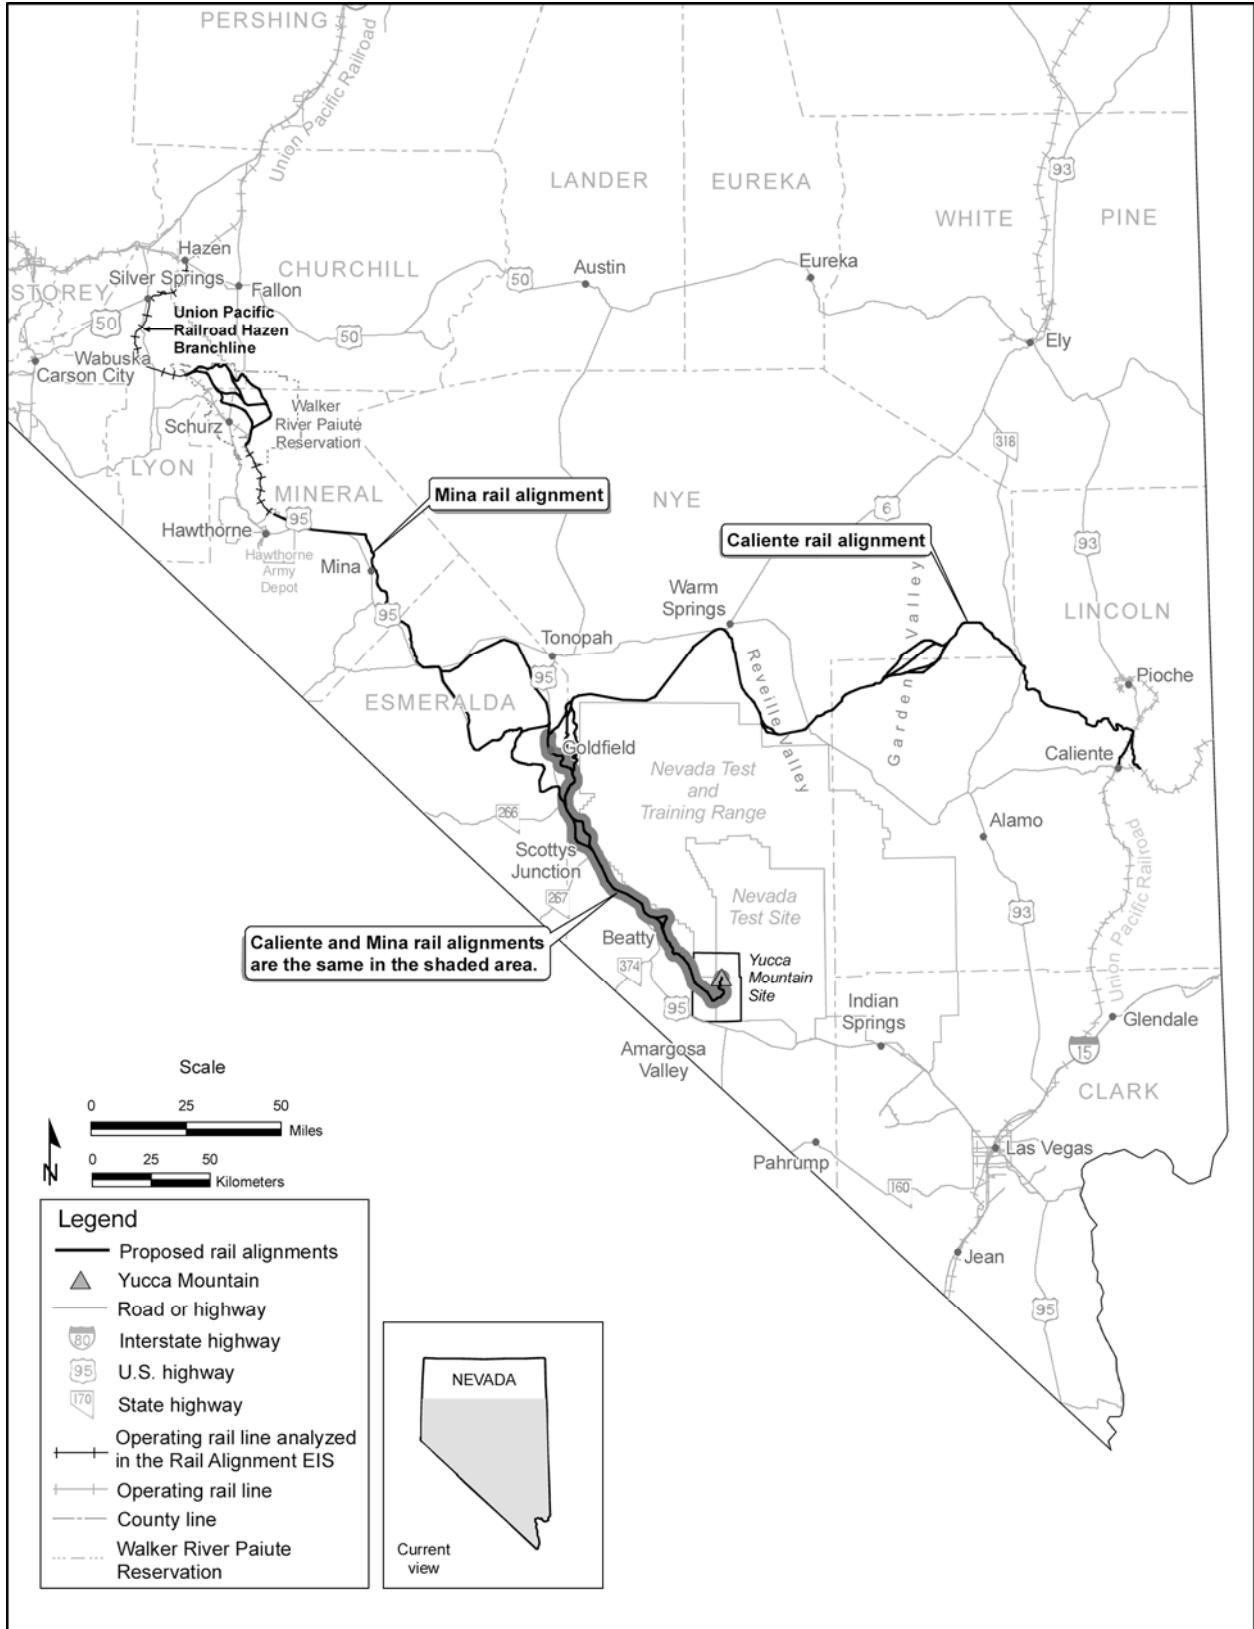 PERSHING
Union Pacific Railroad
LANDER
EUREKA
WHITE
PINE
93
Hazen
CHURCHILL
Silver Springs
Fallon
STOREY
50
Austin
Eureka
50
Union Pacific
Railroad Hazen
Branchline
50
Ely
Wabuska
Carson City
Walker
River Paiute
Reservation
Schurz
LYON
318
MINERAL
Mina rail alignment
NYE
6
95
Hawthorne
Hawthorne
Army
Depot
Caliente rail alignment
93
Mina
Warm
Springs
95
LINCOLN
Garden Valley
Tonopah
Reveille Valley
95
Pioche
ESMERALDA
Goldfield
Caliente
Nevada Test
and
Training Range
266
Alamo
Scottys
Junction
Union Pacific Railroad
267
Nevada
Test Site
93
Caliente and Mina rail alignments
are the same in the shaded area.
Beatty
374
Yucca
Mountain
Site
95
Indian
Springs
Glendale
Amargosa
Valley
15
CLARK
Scale
0 25 50
Miles
N
0 25 50
Kilometers
Pahrump
Las Vegas
160
Jean
95
Legend
Proposed rail alignments
Yucca Mountain
Road or highway
80
Interstate highway
95
U.S. highway
170
State highway
Operating rail line analyzed
in the Rail Alignment EIS
Operating rail line
County line
Walker River Paiute
Reservation
NEVADA
Current
view